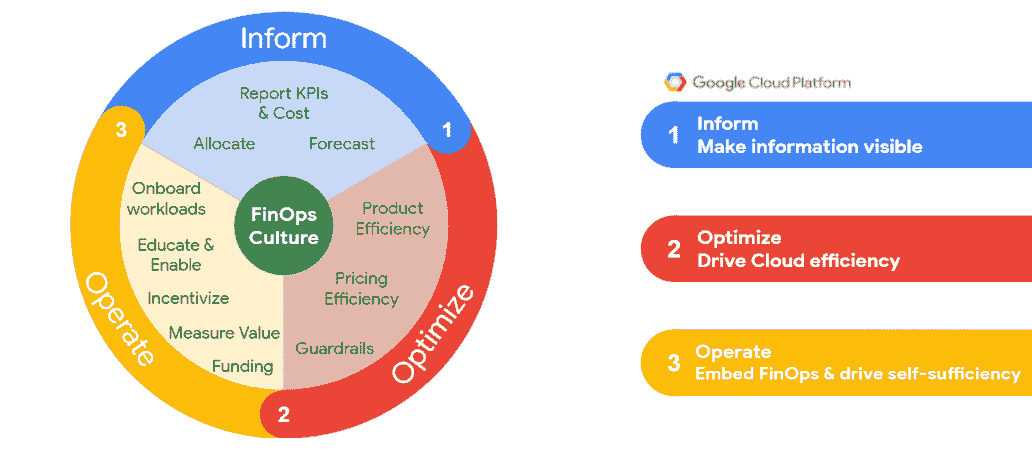 Inform
Report KPIs
& Cost
Allocate
Forecast
1
3
Onboard
workloads
Educate &
Enable
Incentivize
Measure Value
Funding
Operate
FinOps
Culture
Product
Efficiency
Pricing
Efficiency
Guardrails
Optimize
2
Google Cloud Platform
1
Inform
Make information visible
2
Optimize
Drive Cloud efficiency
3
Operate
Embed FinOps & drive self-sufficiency